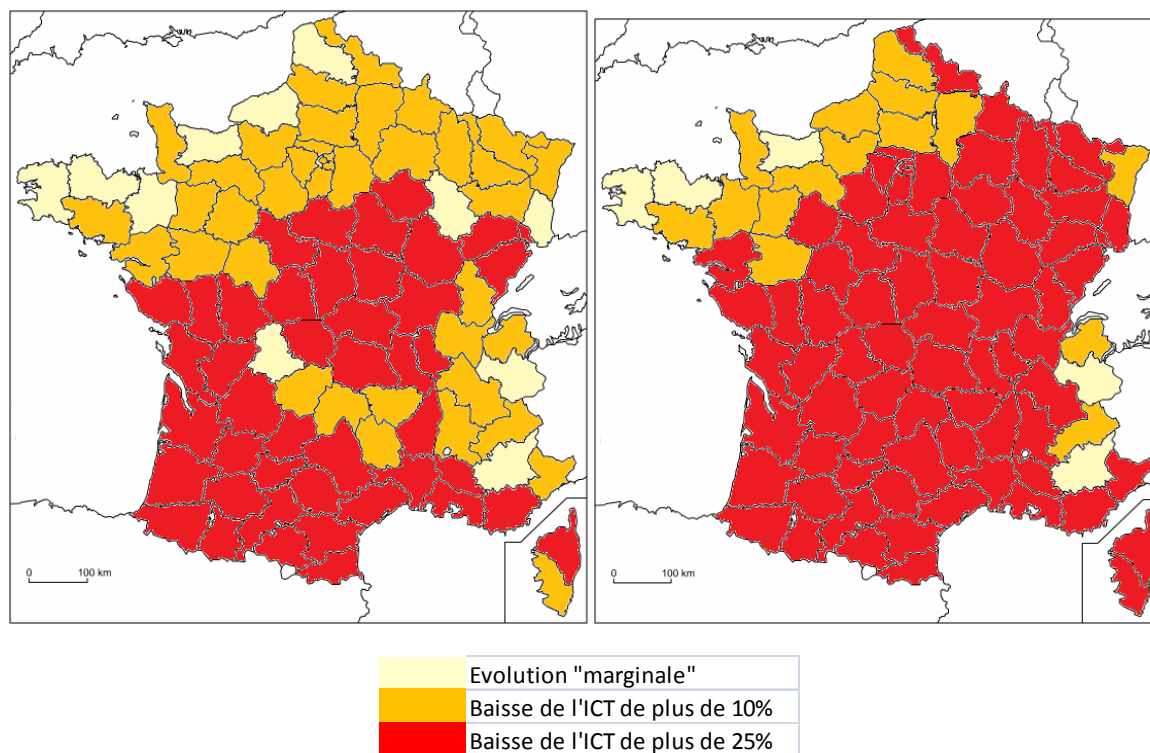 0 100 km
0 100 km
Evolution "marginale"
Baisse de l'ICT de plus de 10%
Baisse de l'ICT de plus de 25%